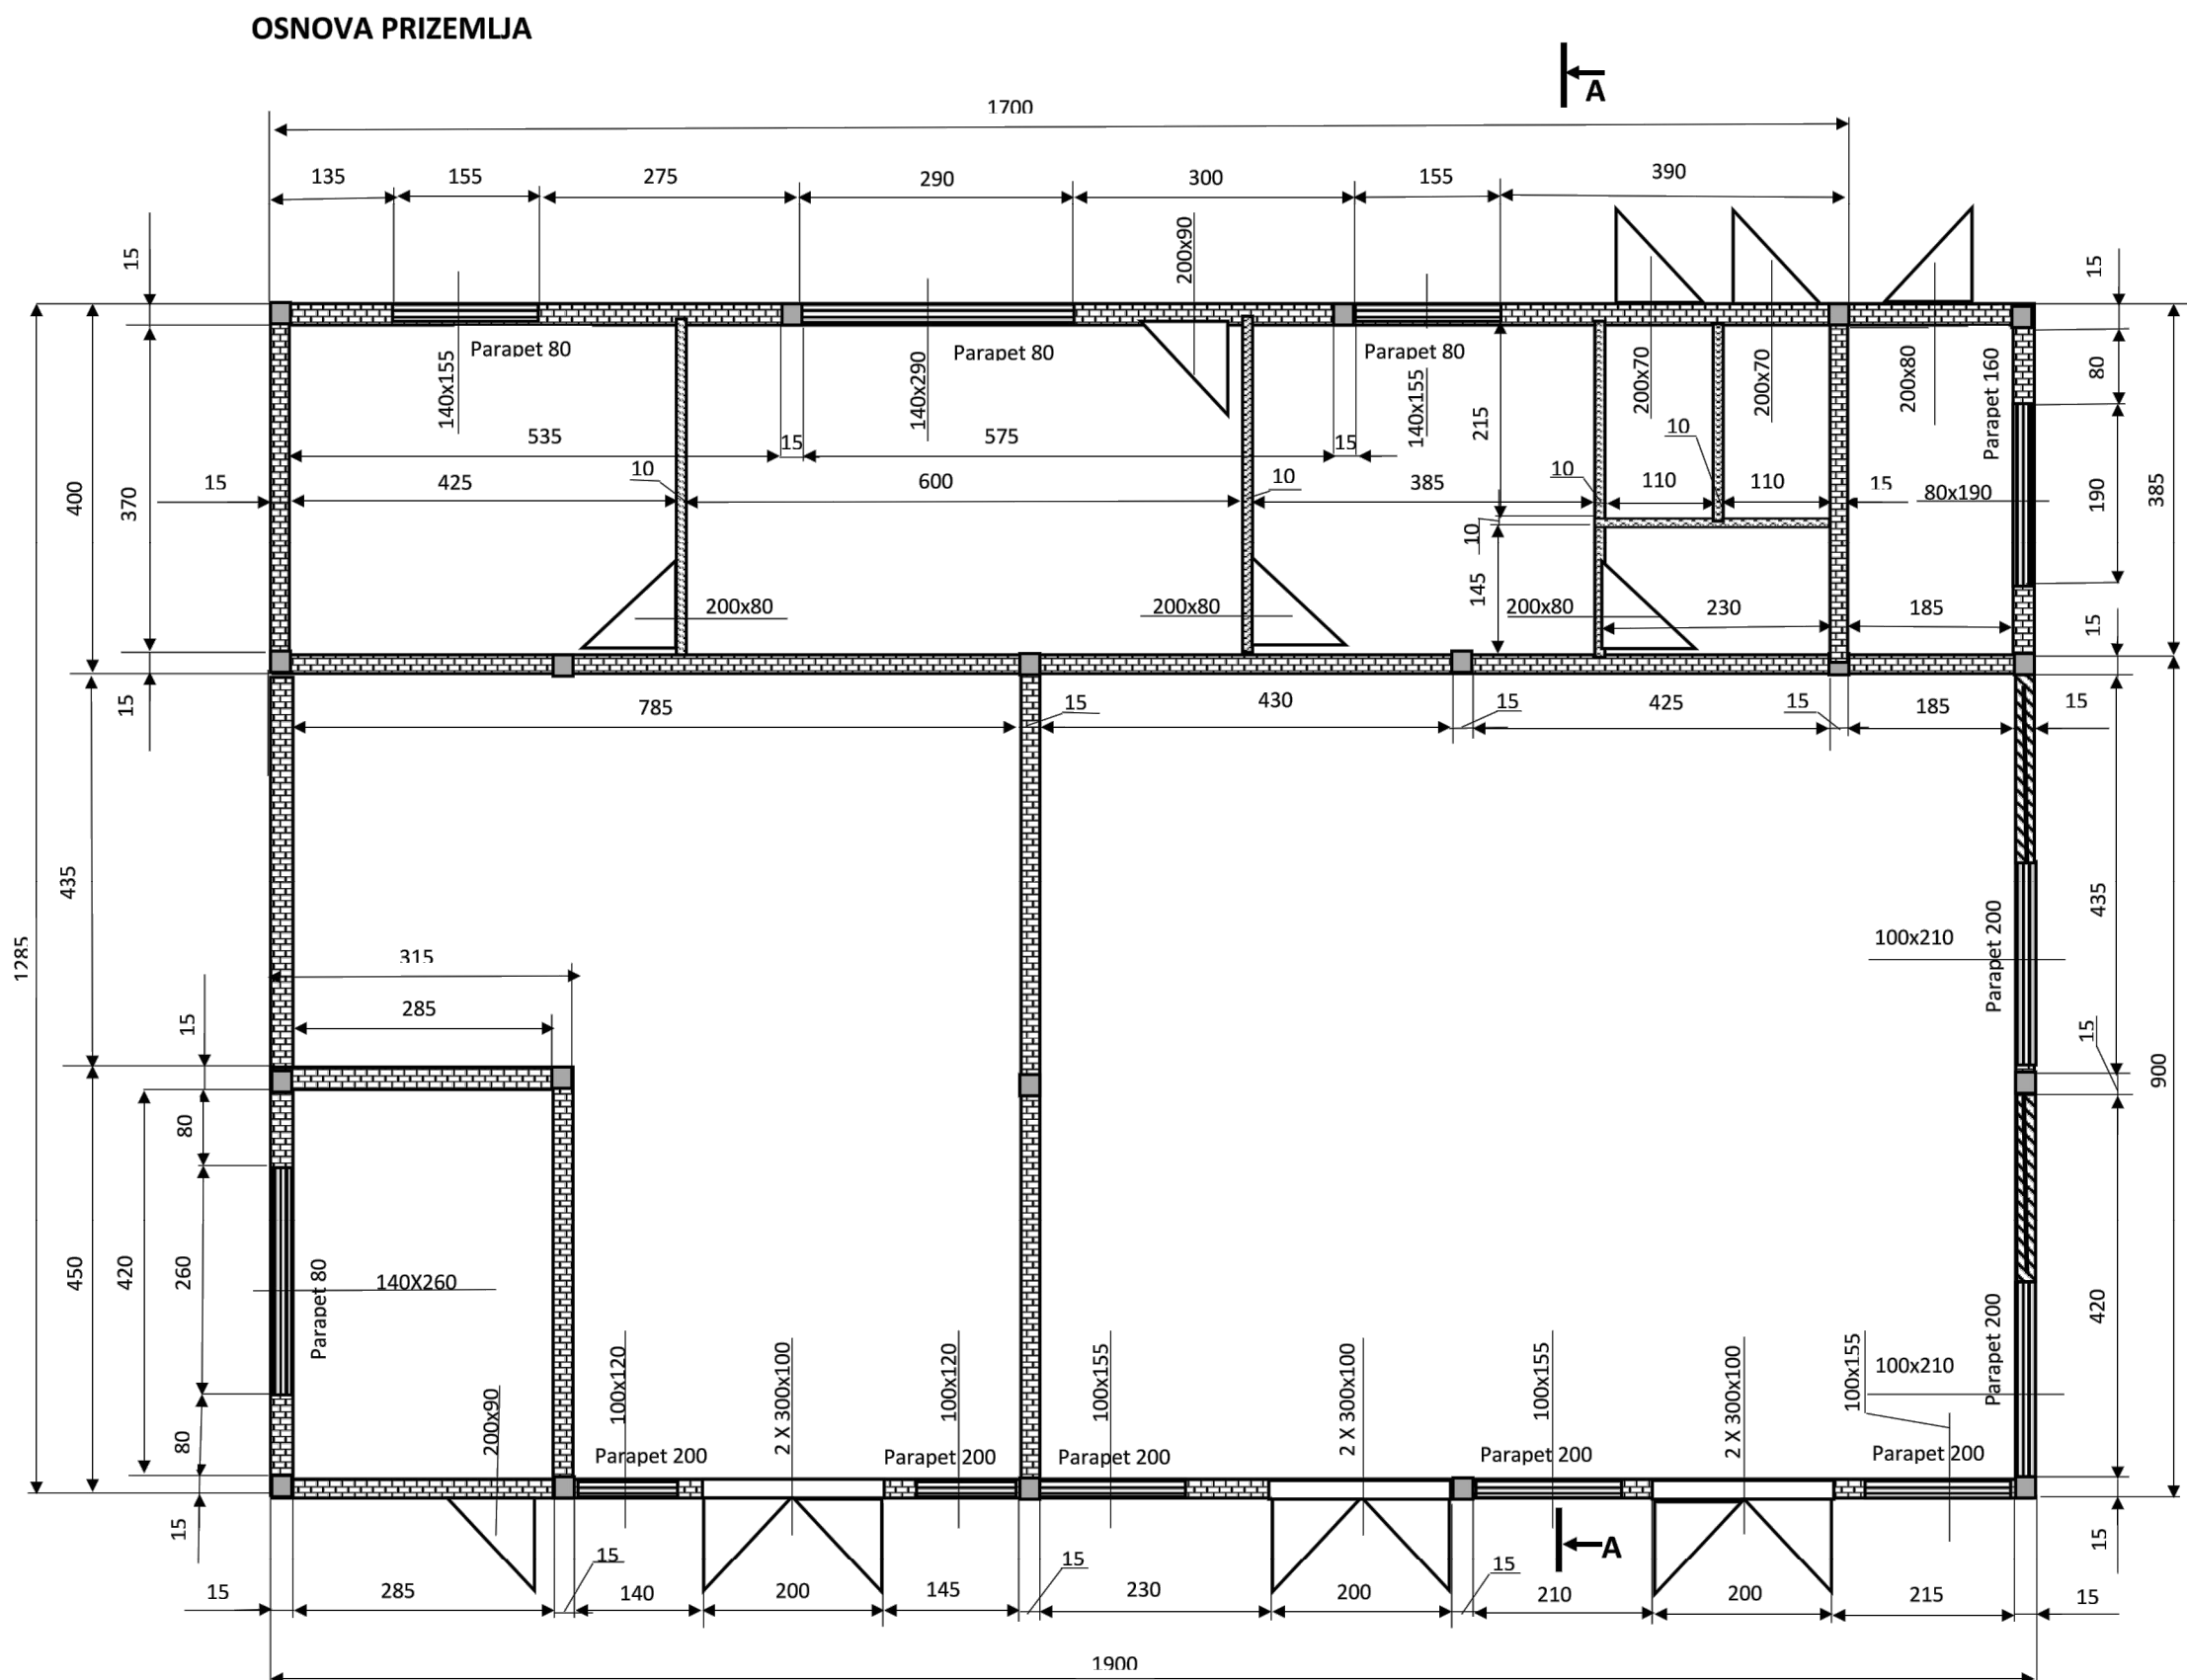 OSNOVA PRIZEMLJA
A
1700
135
155
275
290
300
155
390
15
200x90
15
Parapet 80
Parapet 80
Parapet 80
140x155
140x290
140x155
200x70
200x70
200x80
Parapet 160
80
535
15
575
15
215
10
400
370
15
425
10
600
10
385
10
110
110
15
80x190
190
385
10
200x80
200x80
145
200x80
230
185
15
15
785
15
430
15
425
15
185
15
435
1285
315
285
15
435
100x210
Parapet 200
15
900
80
450
420
260
140X260
Parapet 80
80
200x90
100x120
2 X 300x100
100x120
100x155
2 X 300x100
100x155
2 X 300x100
100x155
100x210
Parapet 200
420
Parapet 200
Parapet 200
Parapet 200
Parapet 200
Parapet 200
15
A
15
15
285
15
140
200
145
15
230
200
15
210
200
215
15
1900